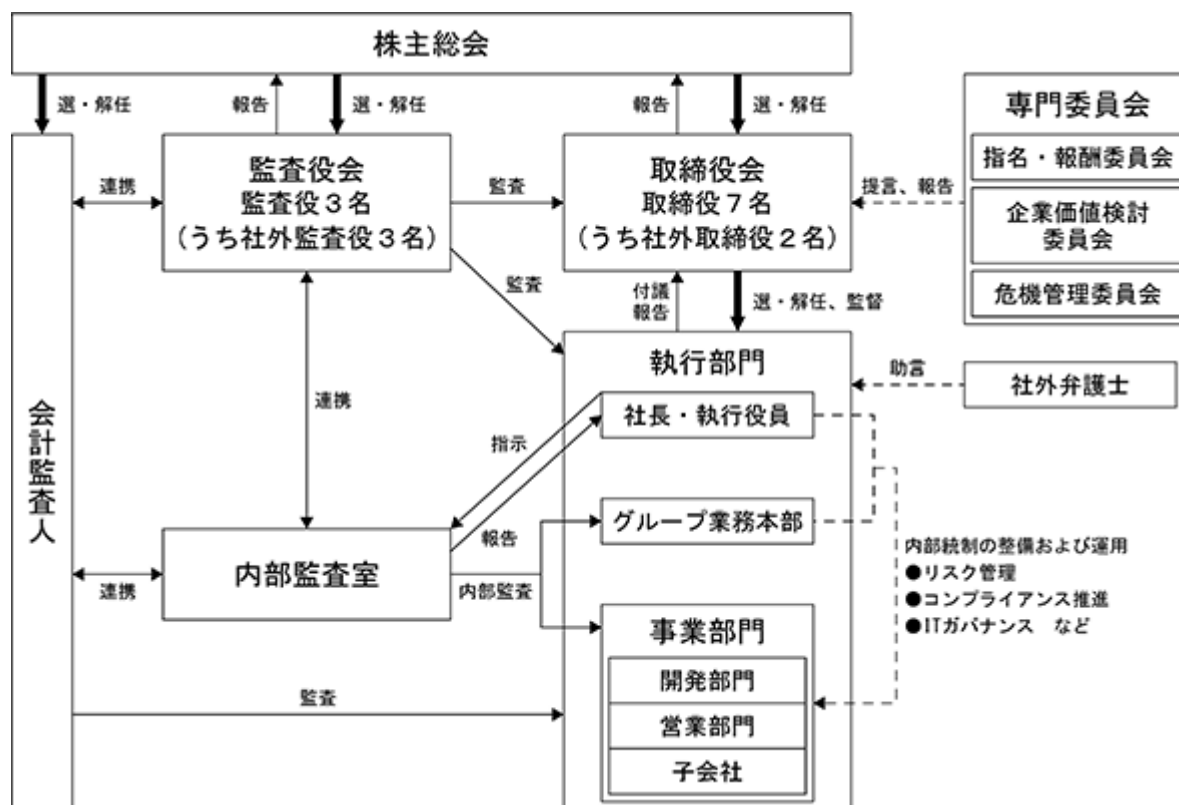 株主総会
選・解任
報告
選・解任
報告
選・解任
専門委員会
指名・報酬委員会
企業価値検討
委員会
危機管理委員会
監査役会
監査役3名
(うち社外監査役3名)
取締役会
取締役7名
(うち社外取締役2名)
連携
監査
提言、報告
監査
付議
報告
選・解任、監督
執行部門
社長・執行役員
助言
社外弁護士
会計監査人
連携
指示
報告
グループ業務本部
内部監査室
連携
内部監査
内部統制の整備および運用
●リスク管理
●コンプライアンス推進
●ITガバナンス など
事業部門
開発部門
営業部門
子会社
監査